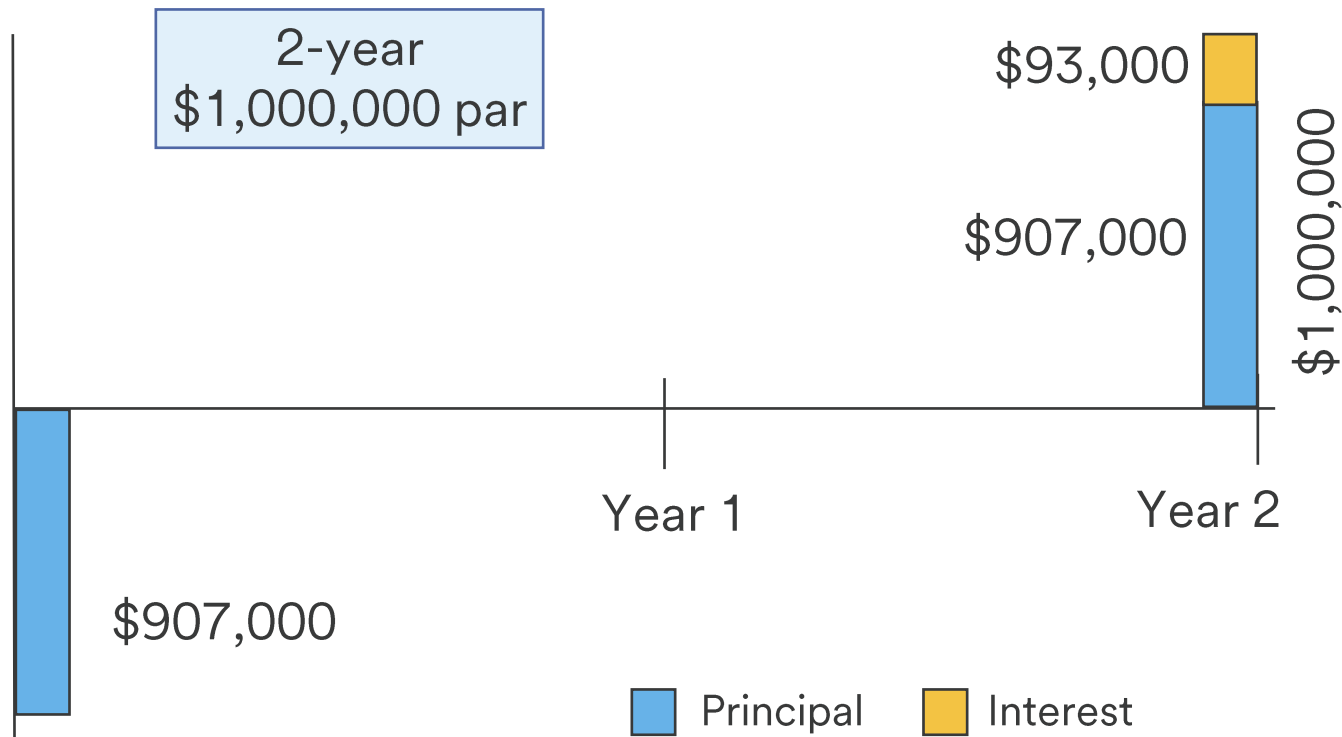 2-year
$1,000,000 par
$93,000
$907,000
$1,000,000
Year 1
Year 2
$907,000
Principal
Interest